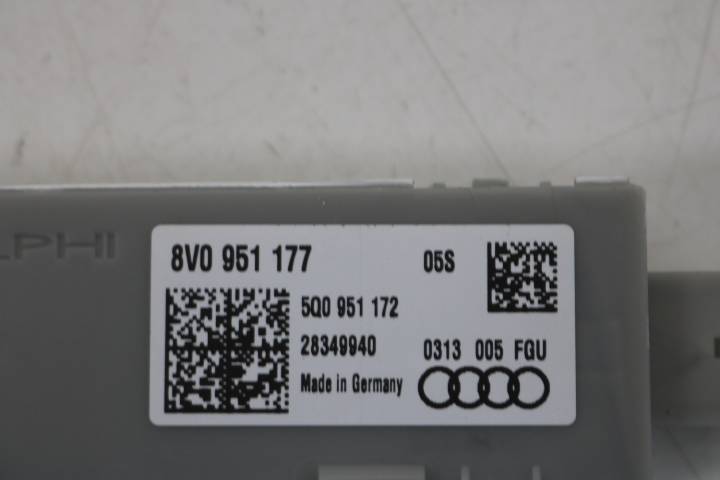 LPHI
8V0 951 177 05S
5Q0 951 172
28349940 0313 005 FGU
Made in Germany